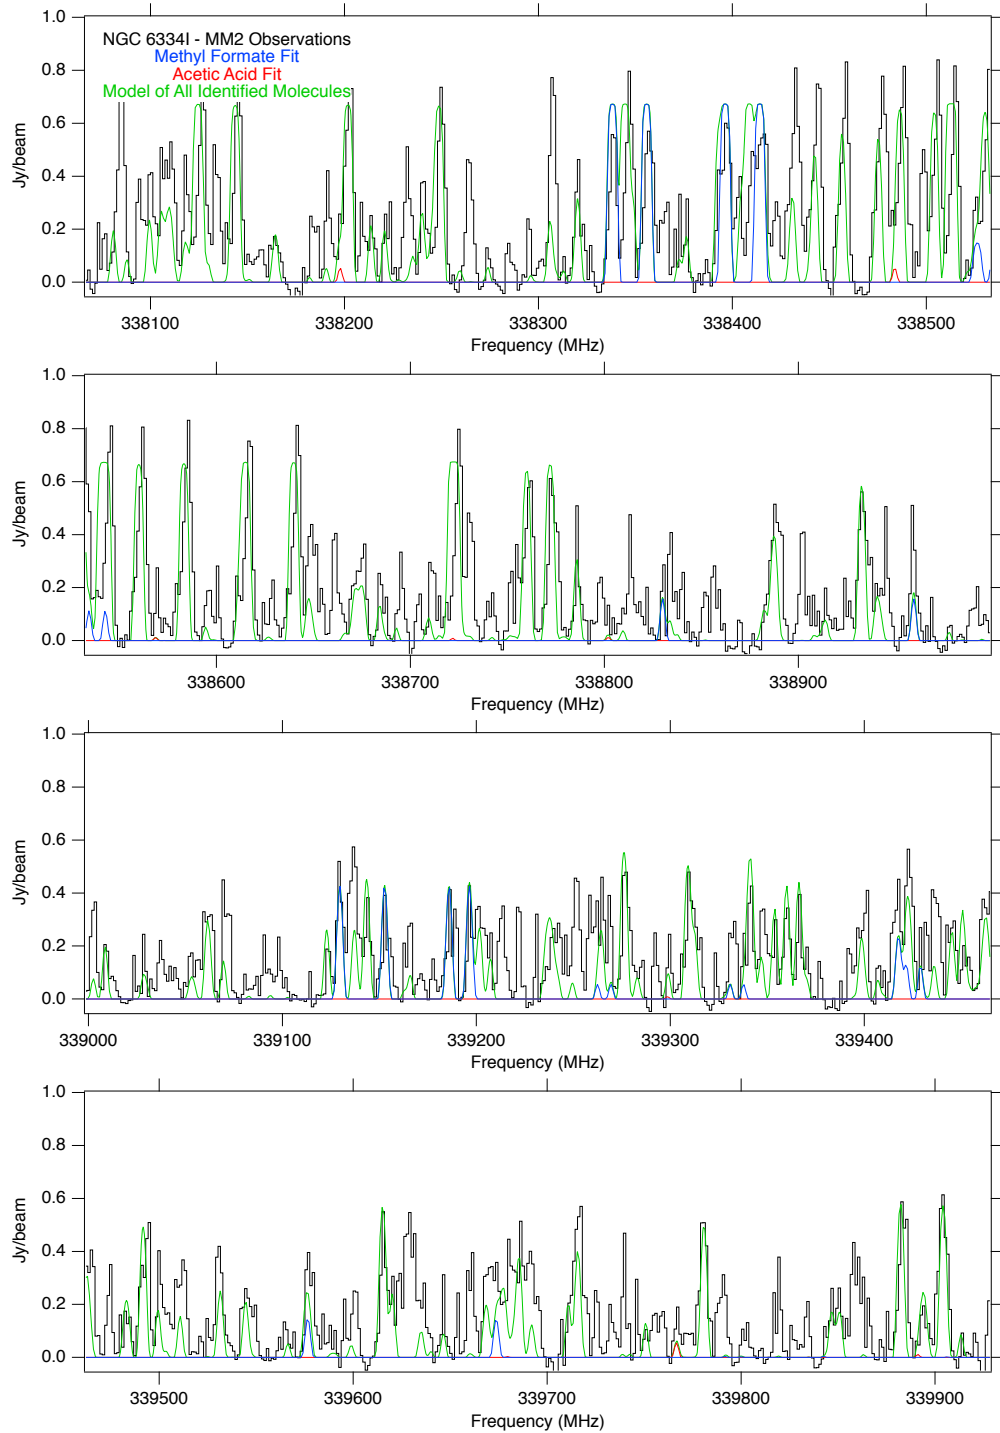 1.0
0.8
0.6
0.4
0.2
0.0
Jy/beam
NGC 6334I - MM2 Observations
Methyl Formate Fit
Acetic Acid Fit
Model of All Identified Molecules
338100 338200 338300 338400 338500
Frequency (MHz)
1.0
0.8
0.6
0.4
0.2
0.0
Jy/beam
338600 338700 338800 338900
Frequency (MHz)
1.0
0.8
0.6
0.4
0.2
0.0
Jy/beam
339000 339100 339200 339300 339400
Frequency (MHz)
1.0
0.8
0.6
0.4
0.2
0.0
Jy/beam
339500 339600 339700 339800 339900
Frequency (MHz)